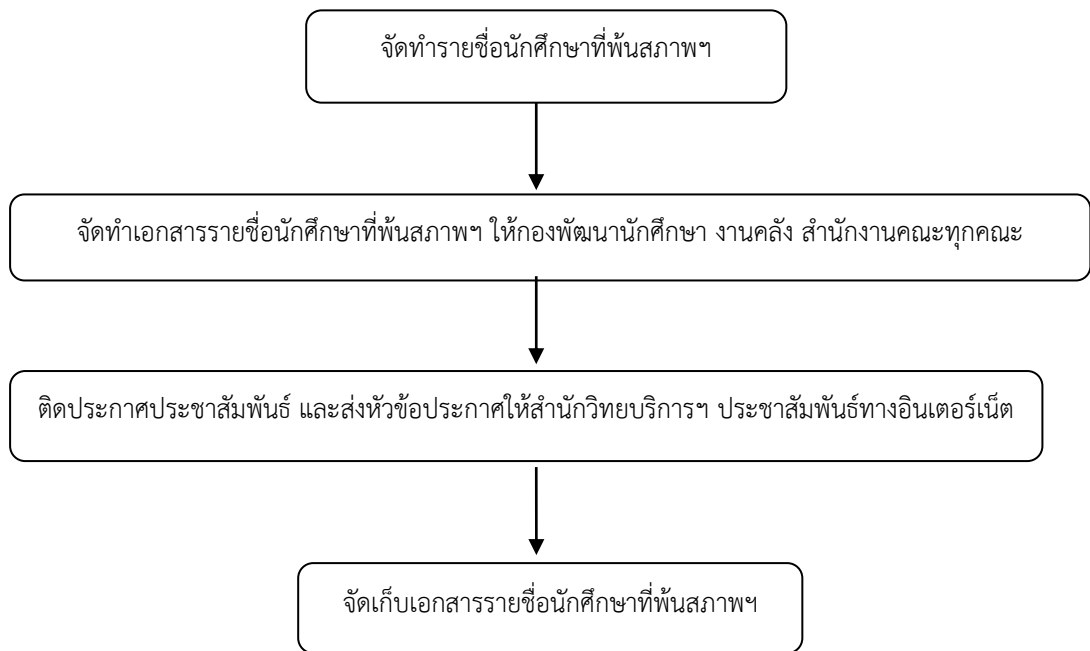 จัดทำรายชื่อนักศึกษาที่พ้นสภาพฯ
จัดทำเอกสารรายชื่อนักศึกษาที่พ้นสภาพฯ ให้กองพัฒนานักศึกษา งานคลัง สำนักงานคณะทุกคณะ
ติดประกาศประชาสัมพันธ์ และส่งหัวข้อประกาศให้สำนักวิทยบริการฯ ประชาสัมพันธ์ทางอินเตอร์เน็ต
จัดเก็บเอกสารรายชื่อนักศึกษาที่พ้นสภาพฯ